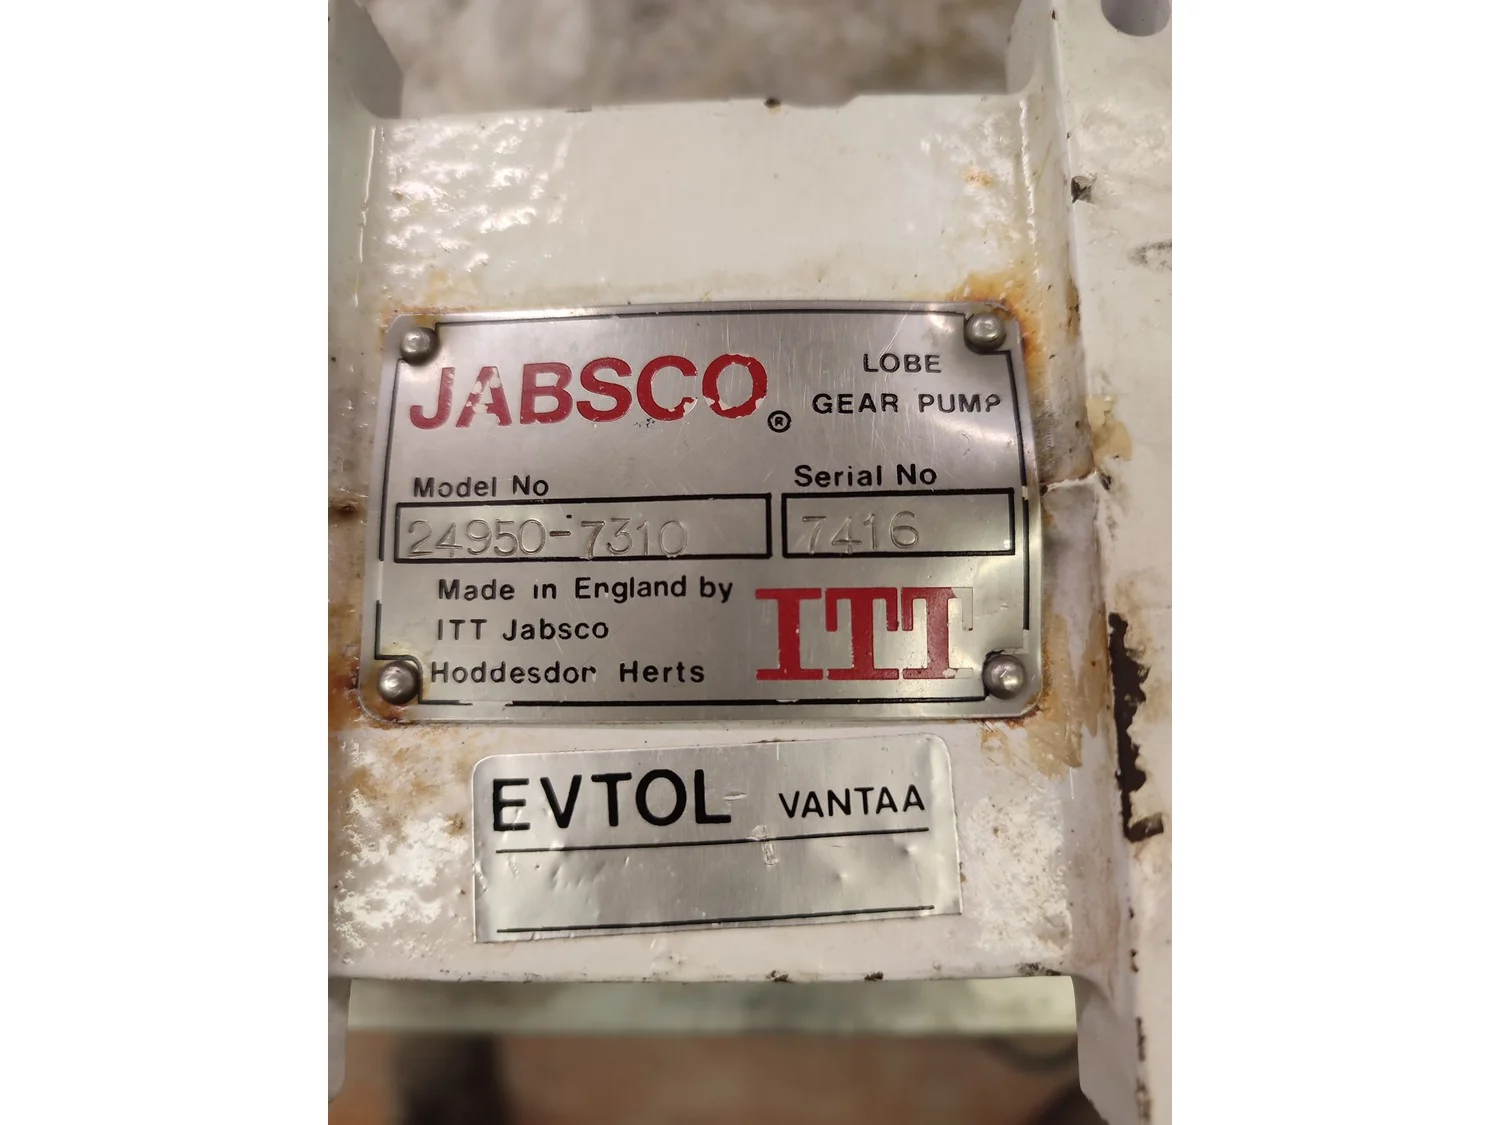 JABSCO®
LOBE
GEAR PUMP
Model No
Serial No
24950-7310
7416
Made in England by
ITT Jabsco
Hoddesdon Herts
ITT
EVTOL VANTAA